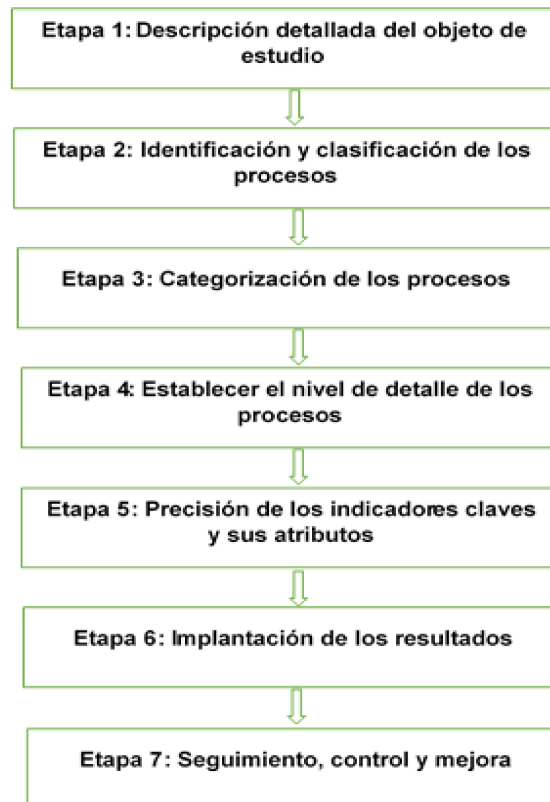 Etapa 1: Descripción detallada del objeto de
estudio
Etapa 2: Identificación y clasificación de los
procesos
Etapa 3: Categorización de los procesos
Etapa 4: Establecer el nivel de detalle de los
procesos
Etapa 5: Precisión de los indicadores claves
y sus atributos
Etapa 6: Implantación de los resultados
Etapa 7: Seguimiento, control y mejora